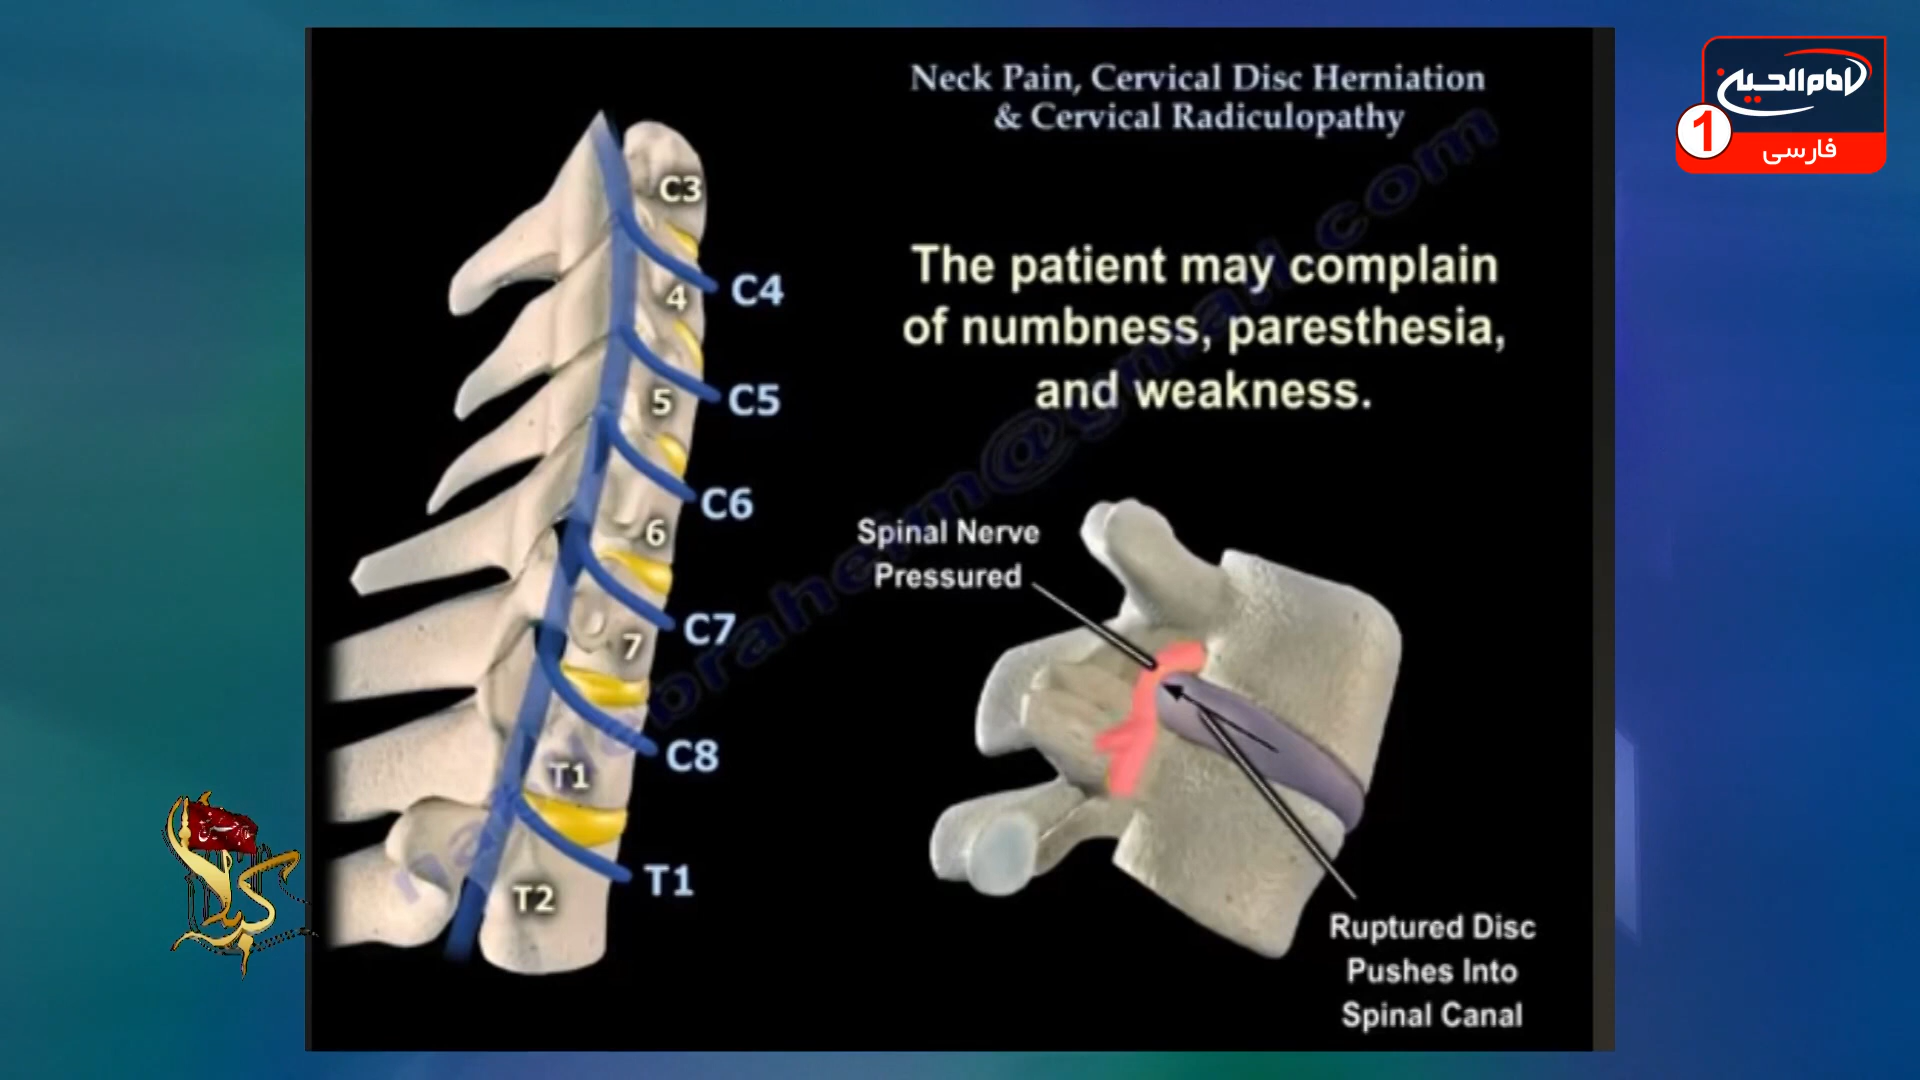 Neck Pain, Cervical Disc Herniation
& Cervical Radiculopathy
The patient may complain
of numbness, paresthesia,
and weakness.
C3
C4
4
C5
5
C6
6
C7
7
C8
T1
T1
T2
Spinal Nerve
Pressured
Ruptured Disc
Pushes Into
Spinal Canal
امام الحسین
1
فارسی
کربلا